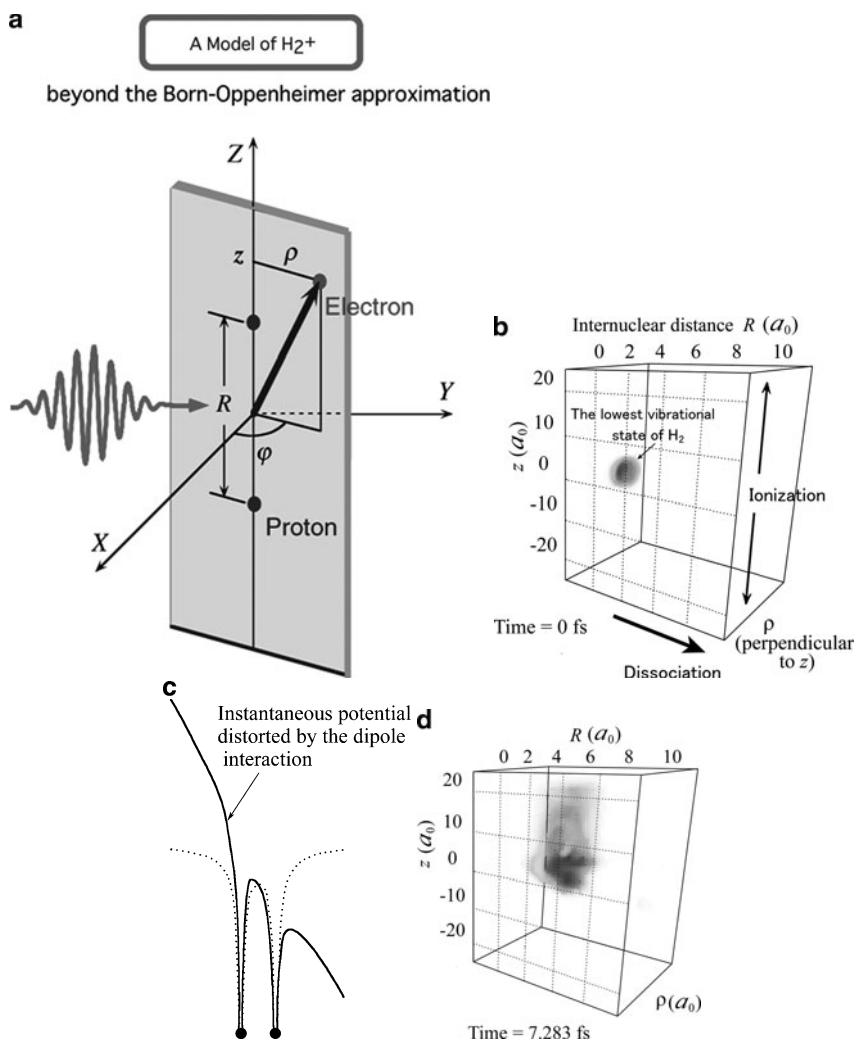 a
A Model of H2+
beyond the Born-Oppenheimer approximation
Z
z
ρ
Electron
R
Y
φ
X
Proton
b
Internuclear distance R (a0)
0 2 4 6 8 10
20
10
0
-10
-20
z (a0)
The lowest vibrational
state of H2
Ionization
Time = 0 fs
ρ
(perpendicular
to z)
Dissociation
c
Instantaneous potential
distorted by the dipole
interaction
d
R (a0)
0 2 4 6 8 10
20
10
0
-10
-20
z (a0)
ρ(a0)
Time = 7.283 fs